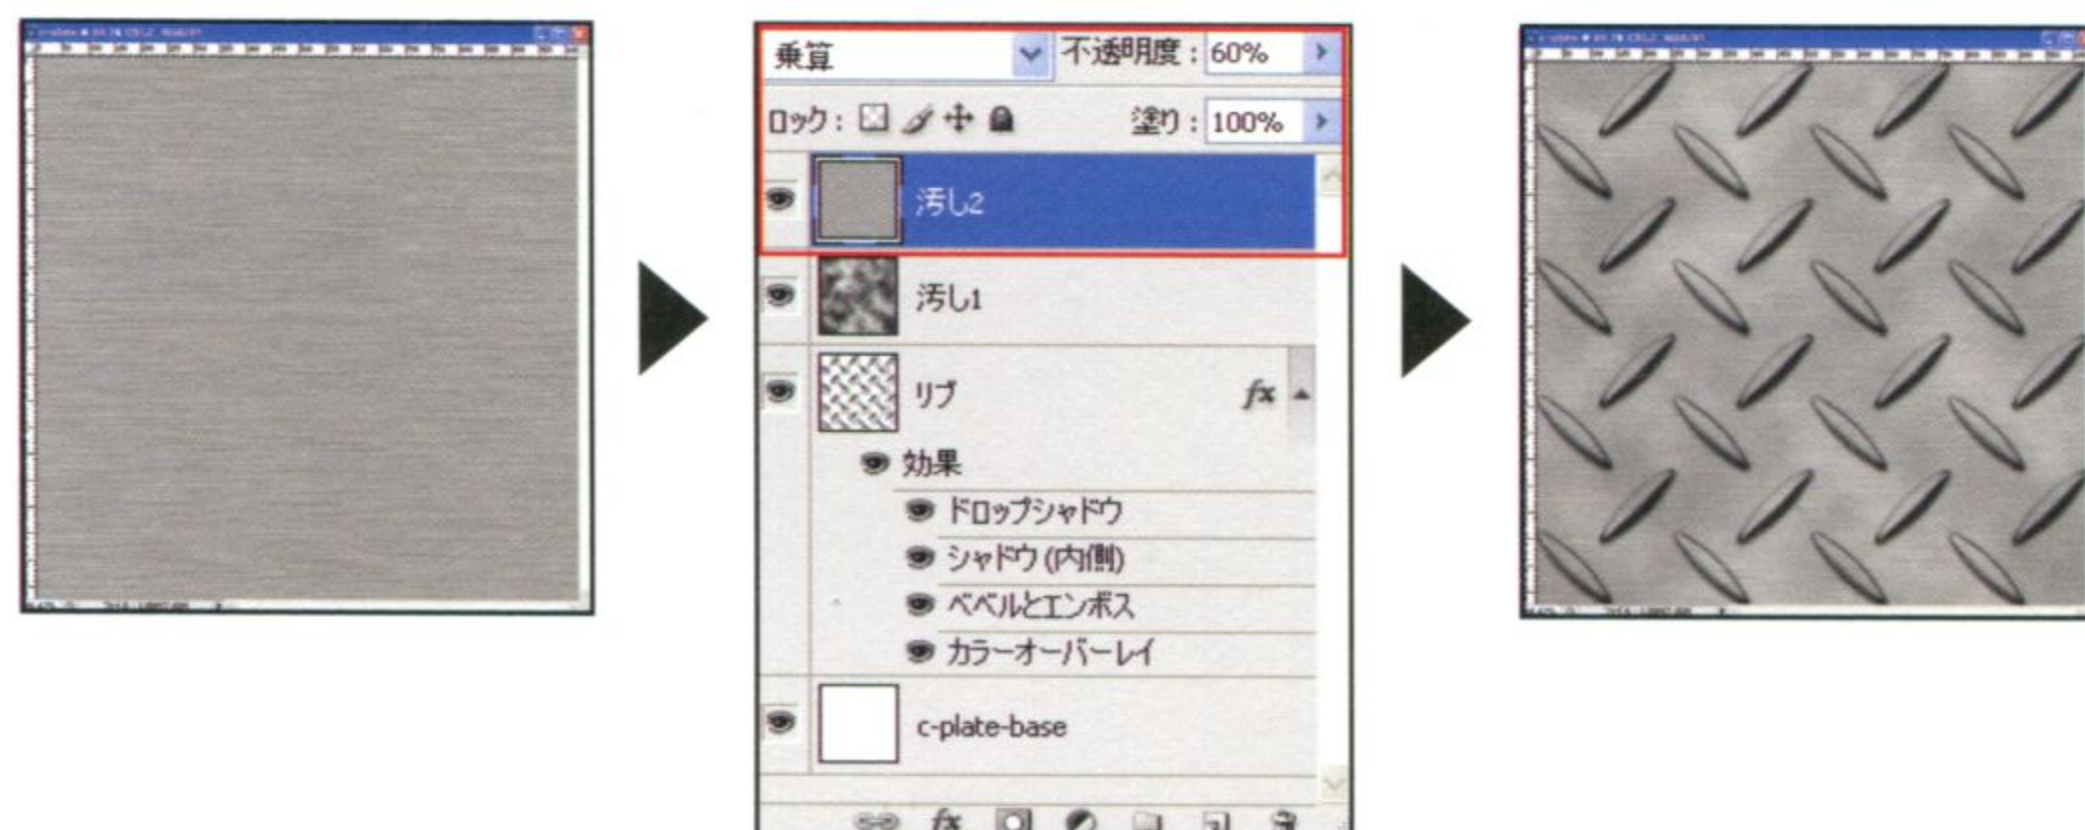 乗算
不透明度 : 60%
ロック :
塗り : 100%
汚し2
汚し1
リブ
fx
効果
ドロップシャドウ
シャドウ (内側)
ベベルとエンボス
カラーオーバーレイ
c-plate-base
fx